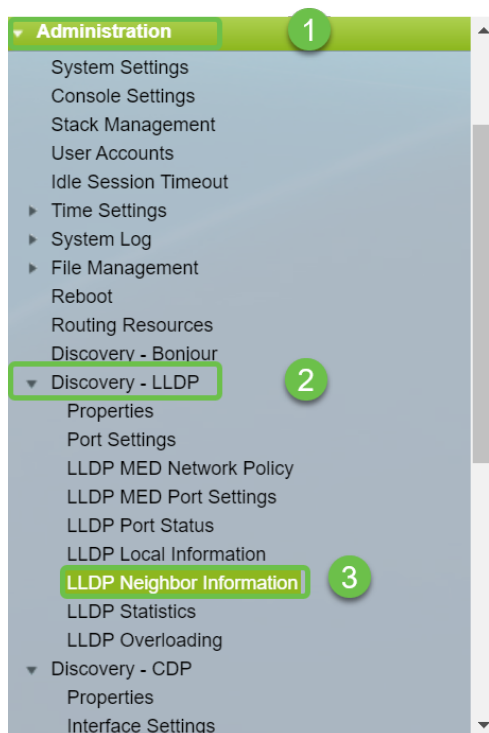 Administration 1
System Settings
Console Settings
Stack Management
User Accounts
Idle Session Timeout
Time Settings
System Log
File Management
Reboot
Routing Resources
Discovery - Bonjour
Discovery - LLDP 2
Properties
Port Settings
LLDP MED Network Policy
LLDP MED Port Settings
LLDP Port Status
LLDP Local Information
LLDP Neighbor Information 3
LLDP Statistics
LLDP Overloading
Discovery - CDP
Properties
Interface Settings